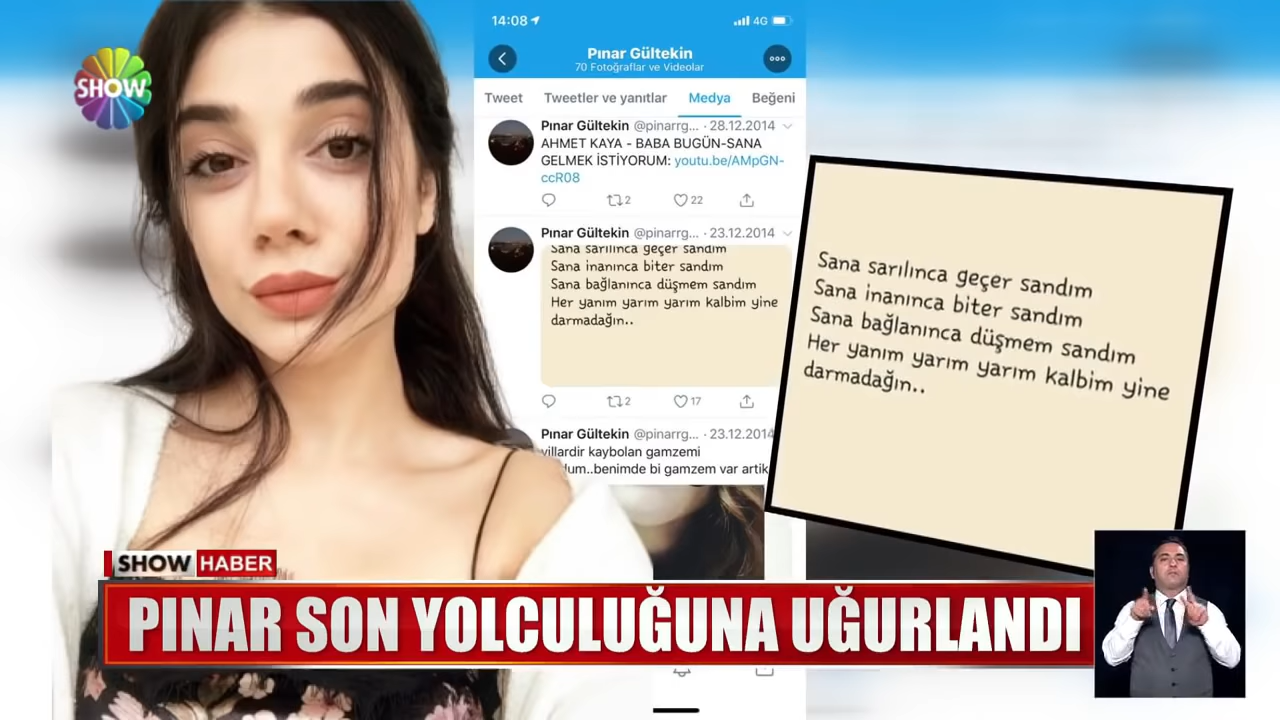 SHOW
14:08
4G
Pınar Gültekin
70 Fotoğraflar ve Videolar
Tweet Tweetler ve yanıtlar Medya Beğeni
Pınar Gültekin @pinarrg... · 28.12.2014
AHMET KAYA - BABA BUGÜN-SANA
GELMEK İSTİYORUM: youtu.be/AMpGN-
ccR08
2 22
Pınar Gültekin @pinarrg... · 23.12.2014
Sana sarılınca geçer sandım
Sana inanınca biter sandım
Sana bağlanınca düşmem sandım
Her yanım yarım yarım kalbim yine
darmadağın..
2 17
Pınar Gültekin @pinarrg... · 23.12.2014
yillardir kaybolan gamzemi
benimde bi gamzem var artik
Sana sarılınca geçer sandım
Sana inanınca biter sandım
Sana bağlanınca düşmem sandım
Her yanım yarım yarım kalbim yine
darmadağın..
SHOW HABER
PINAR SON YOLCULUĞUNA UĞURLANDI